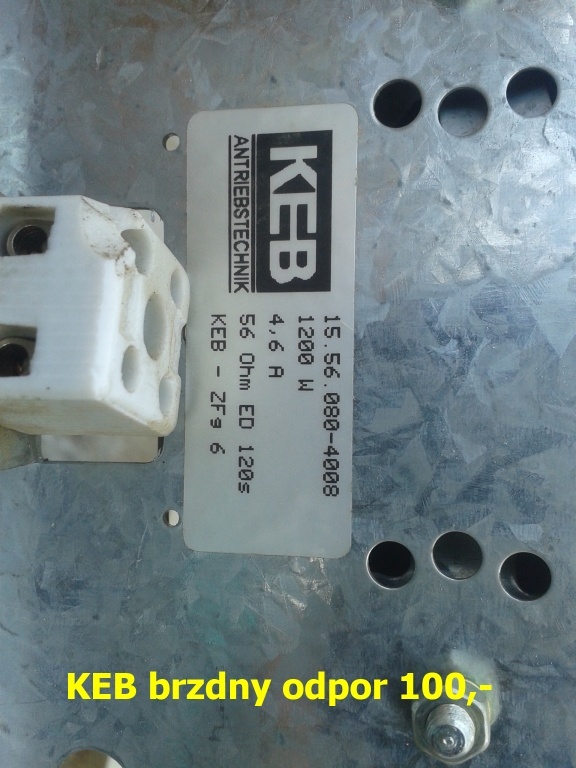 KEB
ANTRIEBSTECHNIK
15.56.080-4008
1200 W
4,6 A
56 Ohm ED 120s
KEB - ZFg 6
KEB brzdny odpor 100,-